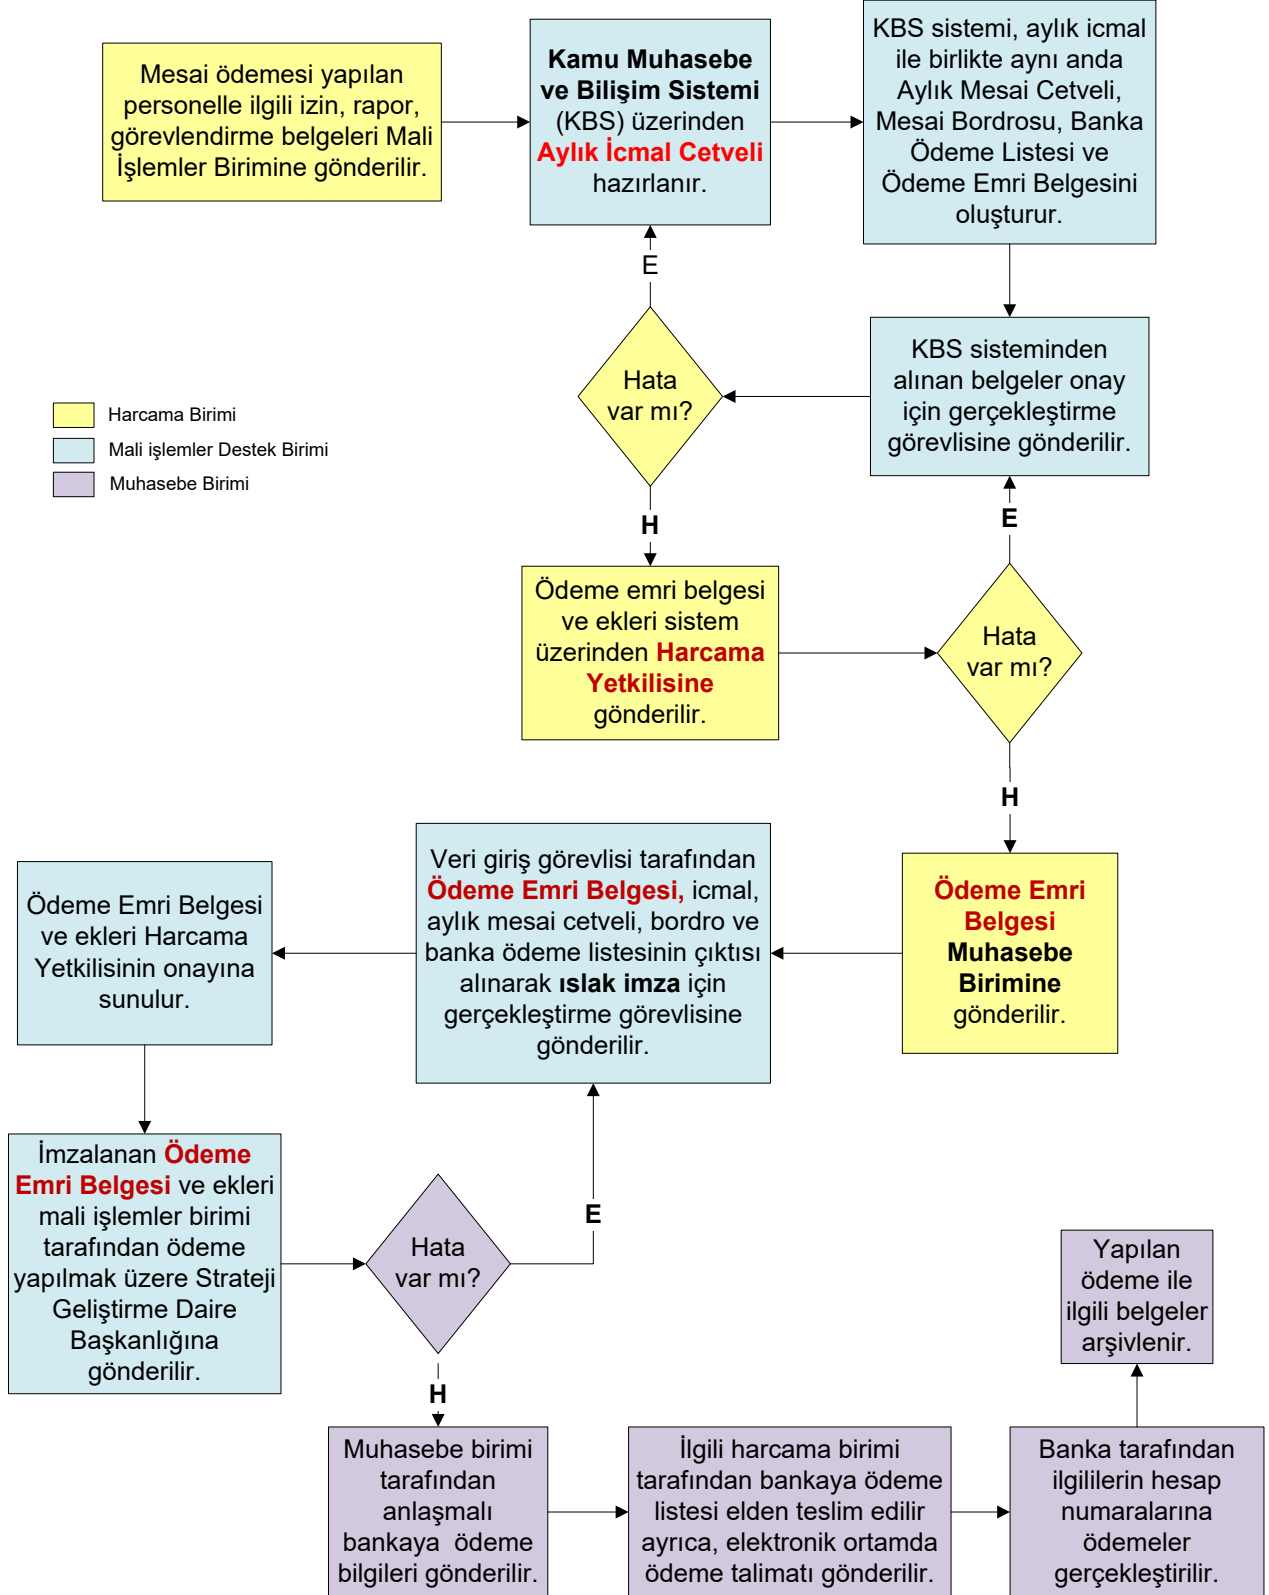 Mesai ödemesi yapılan
personelle ilgili izin, rapor,
görevlendirme belgeleri Mali
İşlemler Birimine gönderilir.
Kamu Muhasebe
ve Bilişim Sistemi
(KBS) üzerinden
Aylık İcmal Cetveli
hazırlanır.
KBS sistemi, aylık icmal
ile birlikte aynı anda
Aylık Mesai Cetveli,
Mesai Bordrosu, Banka
Ödeme Listesi ve
Ödeme Emri Belgesini
oluşturur.
E
Hata
var mı?
KBS sisteminden
alınan belgeler onay
için gerçekleştirme
görevlisine gönderilir.
Harcama Birimi
Mali işlemler Destek Birimi
Muhasebe Birimi
H
E
Ödeme emri belgesi
ve ekleri sistem
üzerinden Harcama
Yetkilisine
gönderilir.
Hata
var mı?
H
Ödeme Emri
Belgesi
Muhasebe
Birimine
gönderilir.
Veri giriş görevlisi tarafından
Ödeme Emri Belgesi, icmal,
aylık mesai cetveli, bordro ve
banka ödeme listesinin çıktısı
alınarak ıslak imza için
gerçekleştirme görevlisine
gönderilir.
Ödeme Emri Belgesi
ve ekleri Harcama
Yetkilisinin onayına
sunulur.
İmzalanan Ödeme
Emri Belgesi ve ekleri
mali işlemler birimi
tarafından ödeme
yapılmak üzere Strateji
Geliştirme Daire
Başkanlığına
gönderilir.
Hata
var mı?
E
H
Muhasebe birimi
tarafından
anlaşmalı
bankaya  ödeme
bilgileri gönderilir.
İlgili harcama birimi
tarafından bankaya ödeme
listesi elden teslim edilir
ayrıca, elektronik ortamda
ödeme talimatı gönderilir.
Banka tarafından
ilgililerin hesap
numaralarına
ödemeler
gerçekleştirilir.
Yapılan
ödeme ile
ilgili belgeler
arşivlenir.